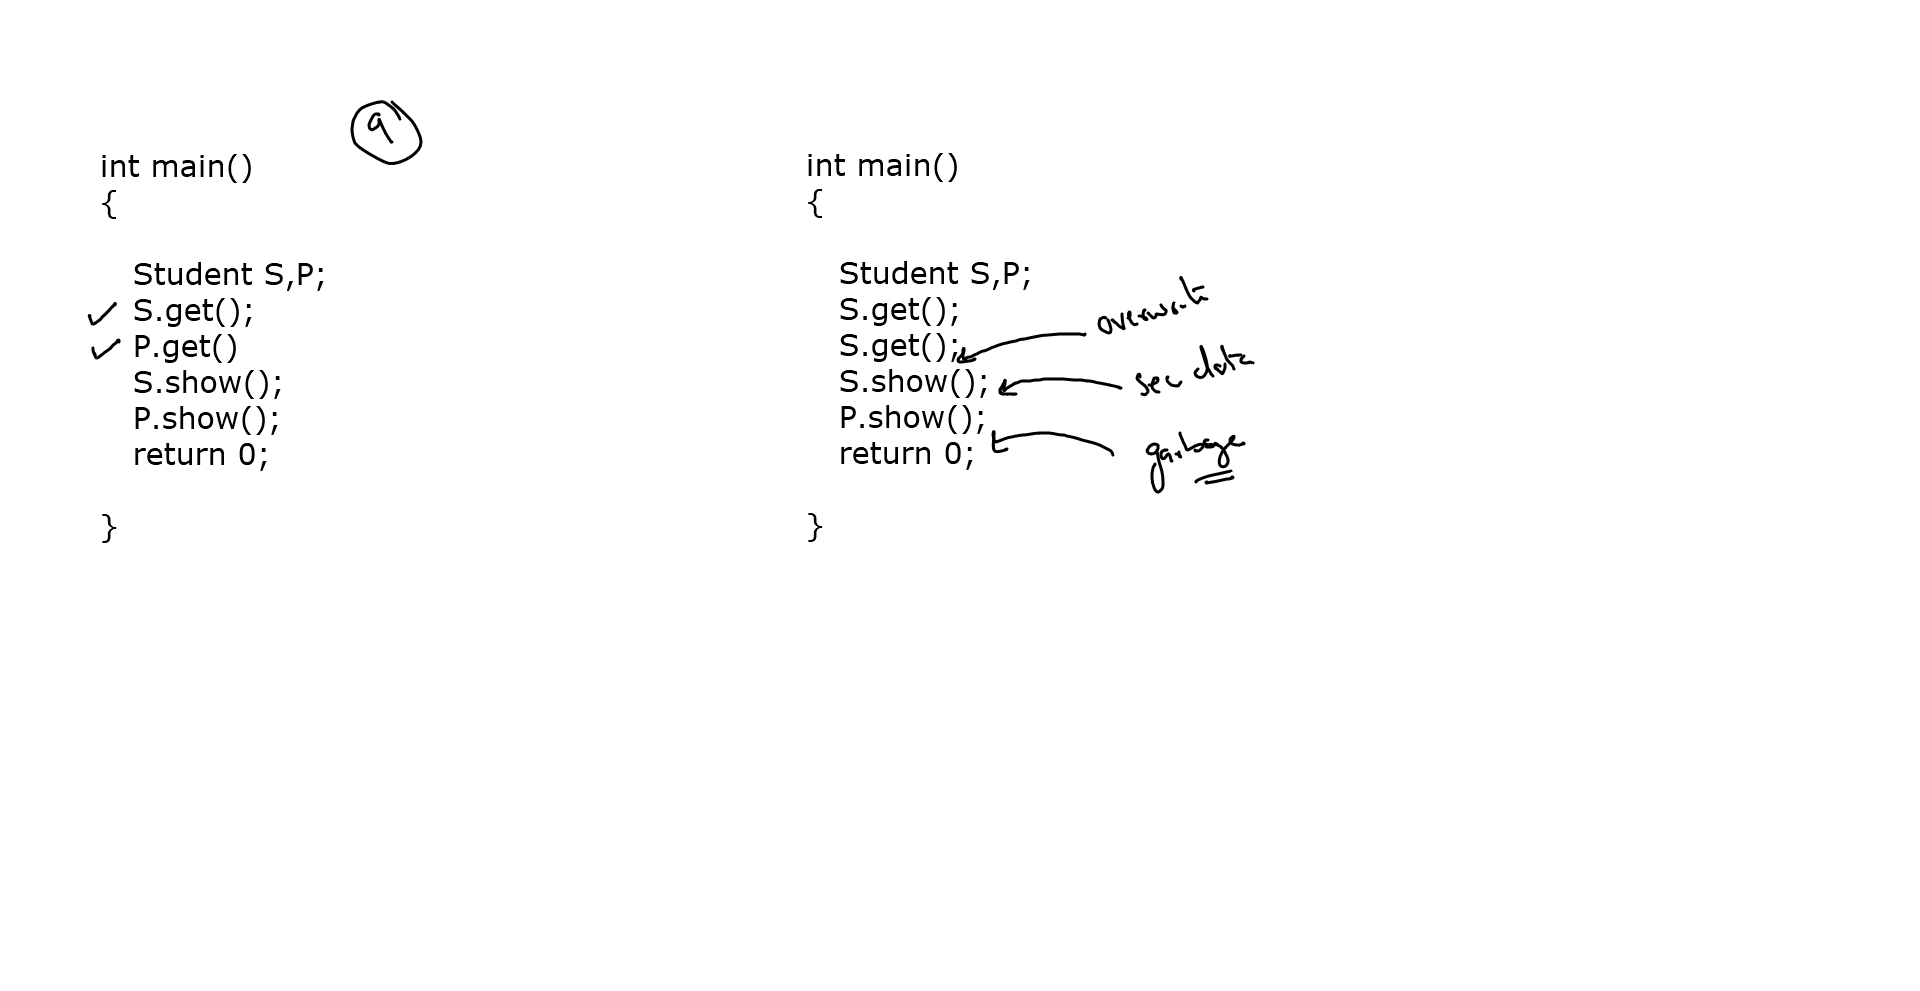 9
int main()
{
Student S,P;
S.get();
P.get()
S.show();
P.show();
return 0;
}
int main()
{
Student S,P;
S.get();
S.get();
overwrite
S.show();
sec data
P.show();
garbage
return 0;
}